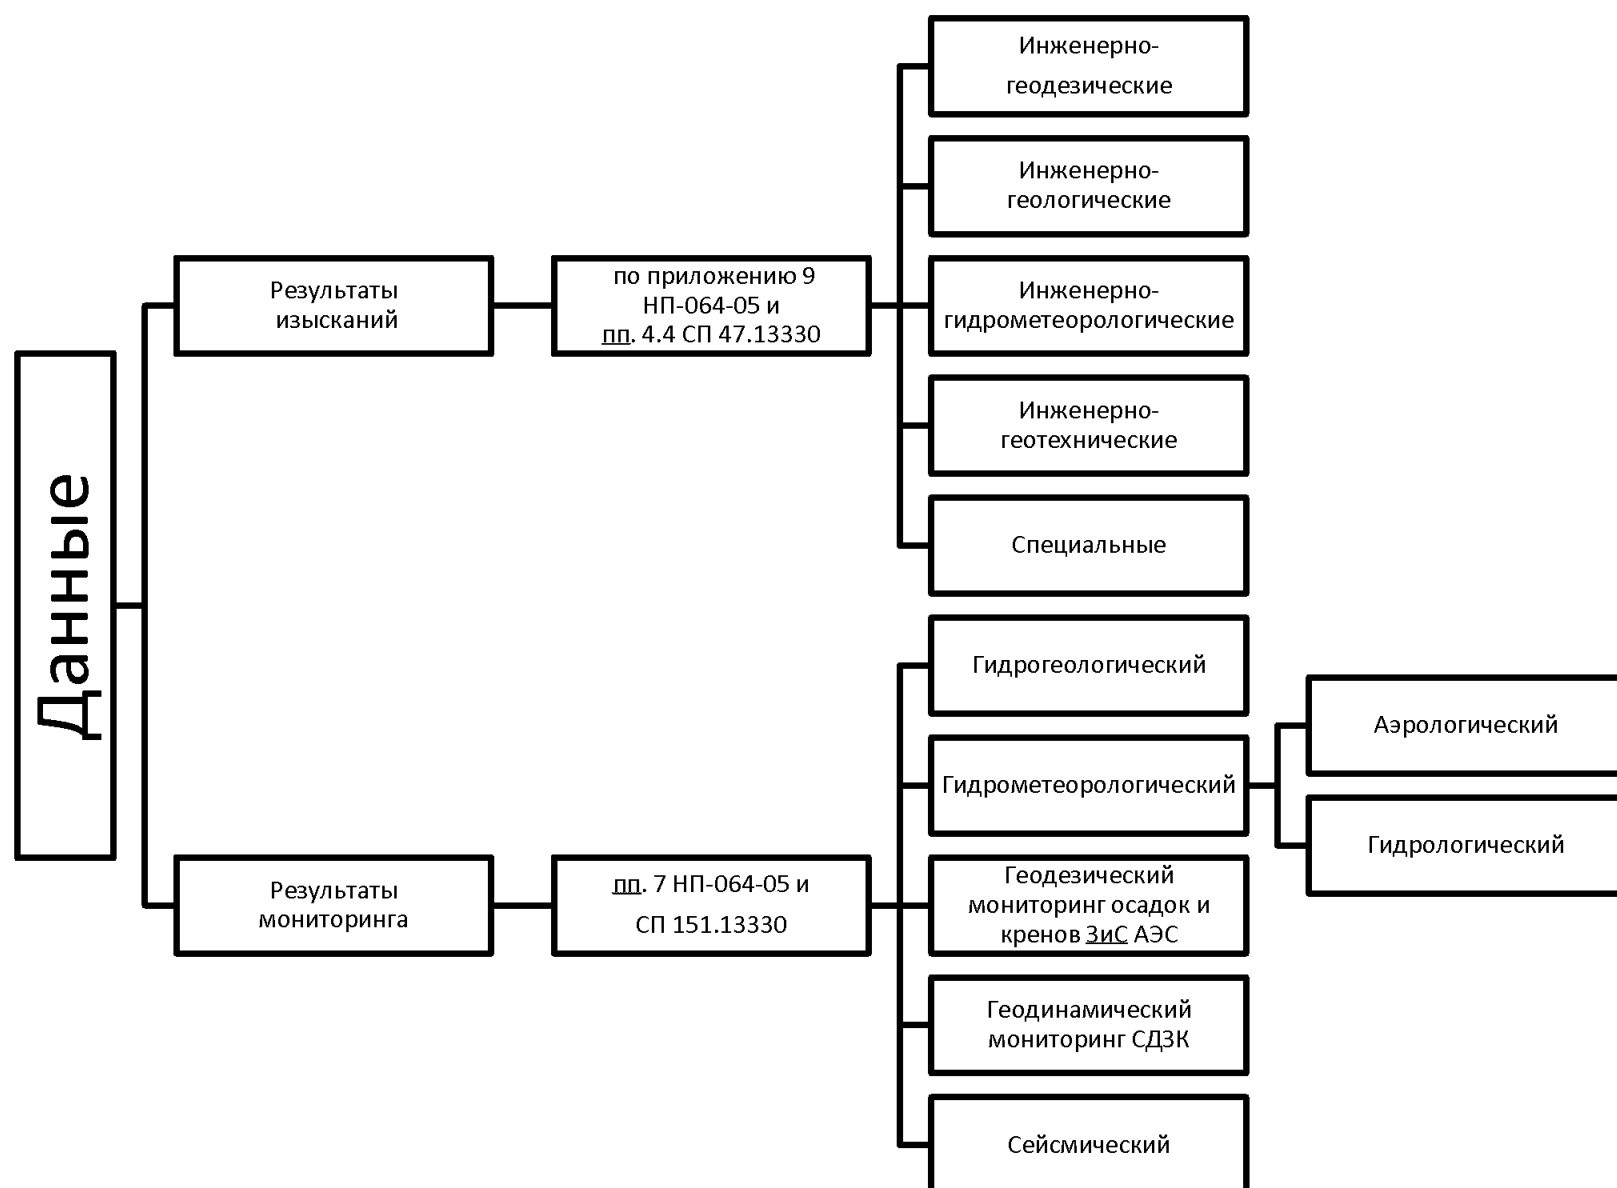 Данные
Результаты
изысканий
по приложению 9
НП-064-05 и
пп. 4.4 СП 47.13330
Инженерно-
геодезические
Инженерно-
геологические
Инженерно-
гидрометеорологические
Инженерно-
геотехнические
Специальные
Результаты
мониторинга
пп. 7 НП-064-05 и
СП 151.13330
Гидрогеологический
Гидрометеорологический
Аэрологический
Гидрологический
Геодезический
мониторинг осадок и
кренов ЗиС АЭС
Геодинамический
мониторинг СДЗК
Сейсмический